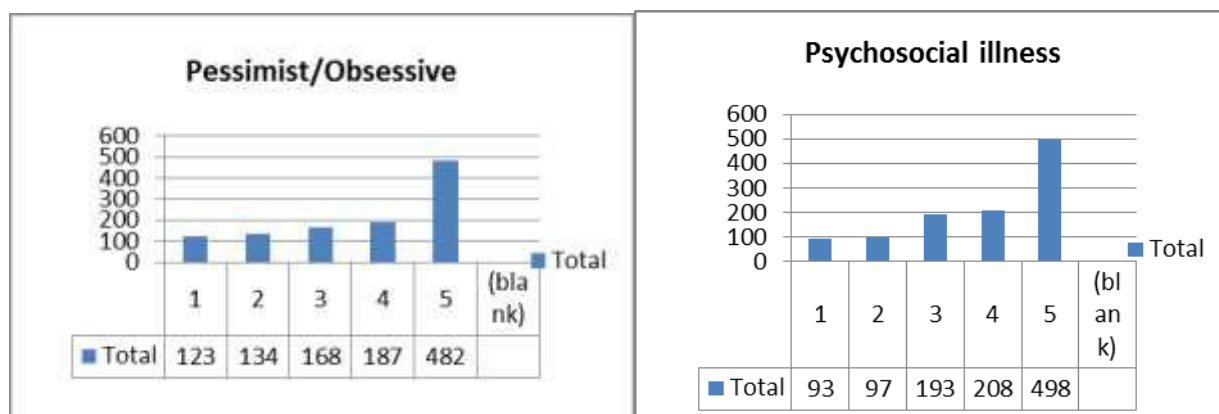 Pessimist/Obsessive
600
500
400
300
200
100
0
Total
1 2 3 4 5 (bla
nk)
Total 123 134 168 187 482
Psychosocial illness
600
500
400
300
200
100
0
Total
1 2 3 4 5 (bl
an
k)
Total 93 97 193 208 498